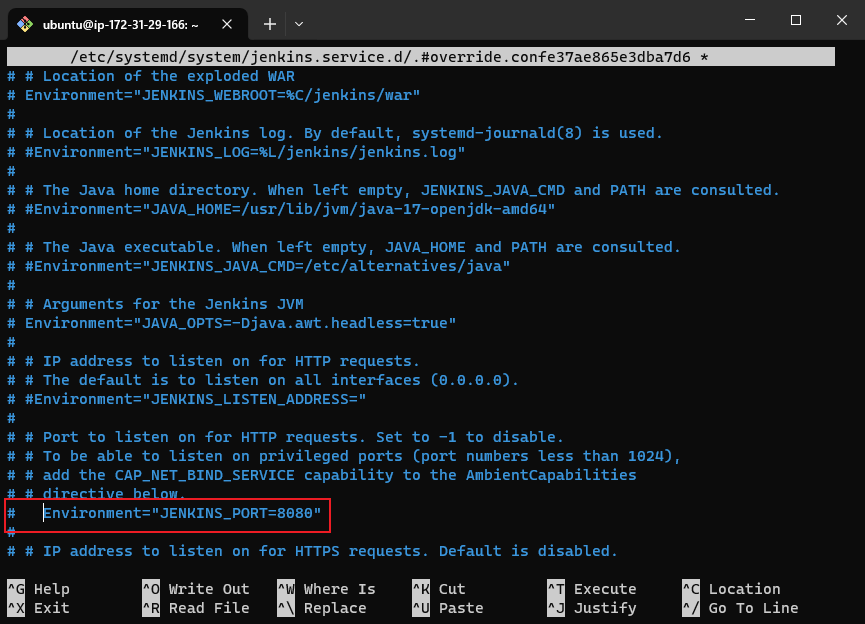 ubuntu@ip-172-31-29-166: ~
/etc/systemd/system/jenkins.service.d/.#override.confe37ae865e3dba7d6 *
# # Location of the exploded WAR
# Environment="JENKINS_WEBROOT=%C/jenkins/war"
#
# # Location of the Jenkins log. By default, systemd-journald(8) is used.
# #Environment="JENKINS_LOG=%L/jenkins/jenkins.log"
#
# # The Java home directory. When left empty, JENKINS_JAVA_CMD and PATH are consulted.
# #Environment="JAVA_HOME=/usr/lib/jvm/java-17-openjdk-amd64"
#
# # The Java executable. When left empty, JAVA_HOME and PATH are consulted.
# #Environment="JENKINS_JAVA_CMD=/etc/alternatives/java"
#
# # Arguments for the Jenkins JVM
# Environment="JAVA_OPTS=-Djava.awt.headless=true"
#
# # IP address to listen on for HTTP requests.
# # The default is to listen on all interfaces (0.0.0.0).
# #Environment="JENKINS_LISTEN_ADDRESS="
#
# # Port to listen on for HTTP requests. Set to -1 to disable.
# # To be able to listen on privileged ports (port numbers less than 1024),
# # add the CAP_NET_BIND_SERVICE capability to the AmbientCapabilities
# # directive below.
#   Environment="JENKINS_PORT=8080"
#
# # IP address to listen on for HTTPS requests. Default is disabled.
^G Help ^O Write Out ^W Where Is ^K Cut ^T Execute ^C Location
^X Exit ^R Read File ^\ Replace ^U Paste ^J Justify ^/ Go To Line